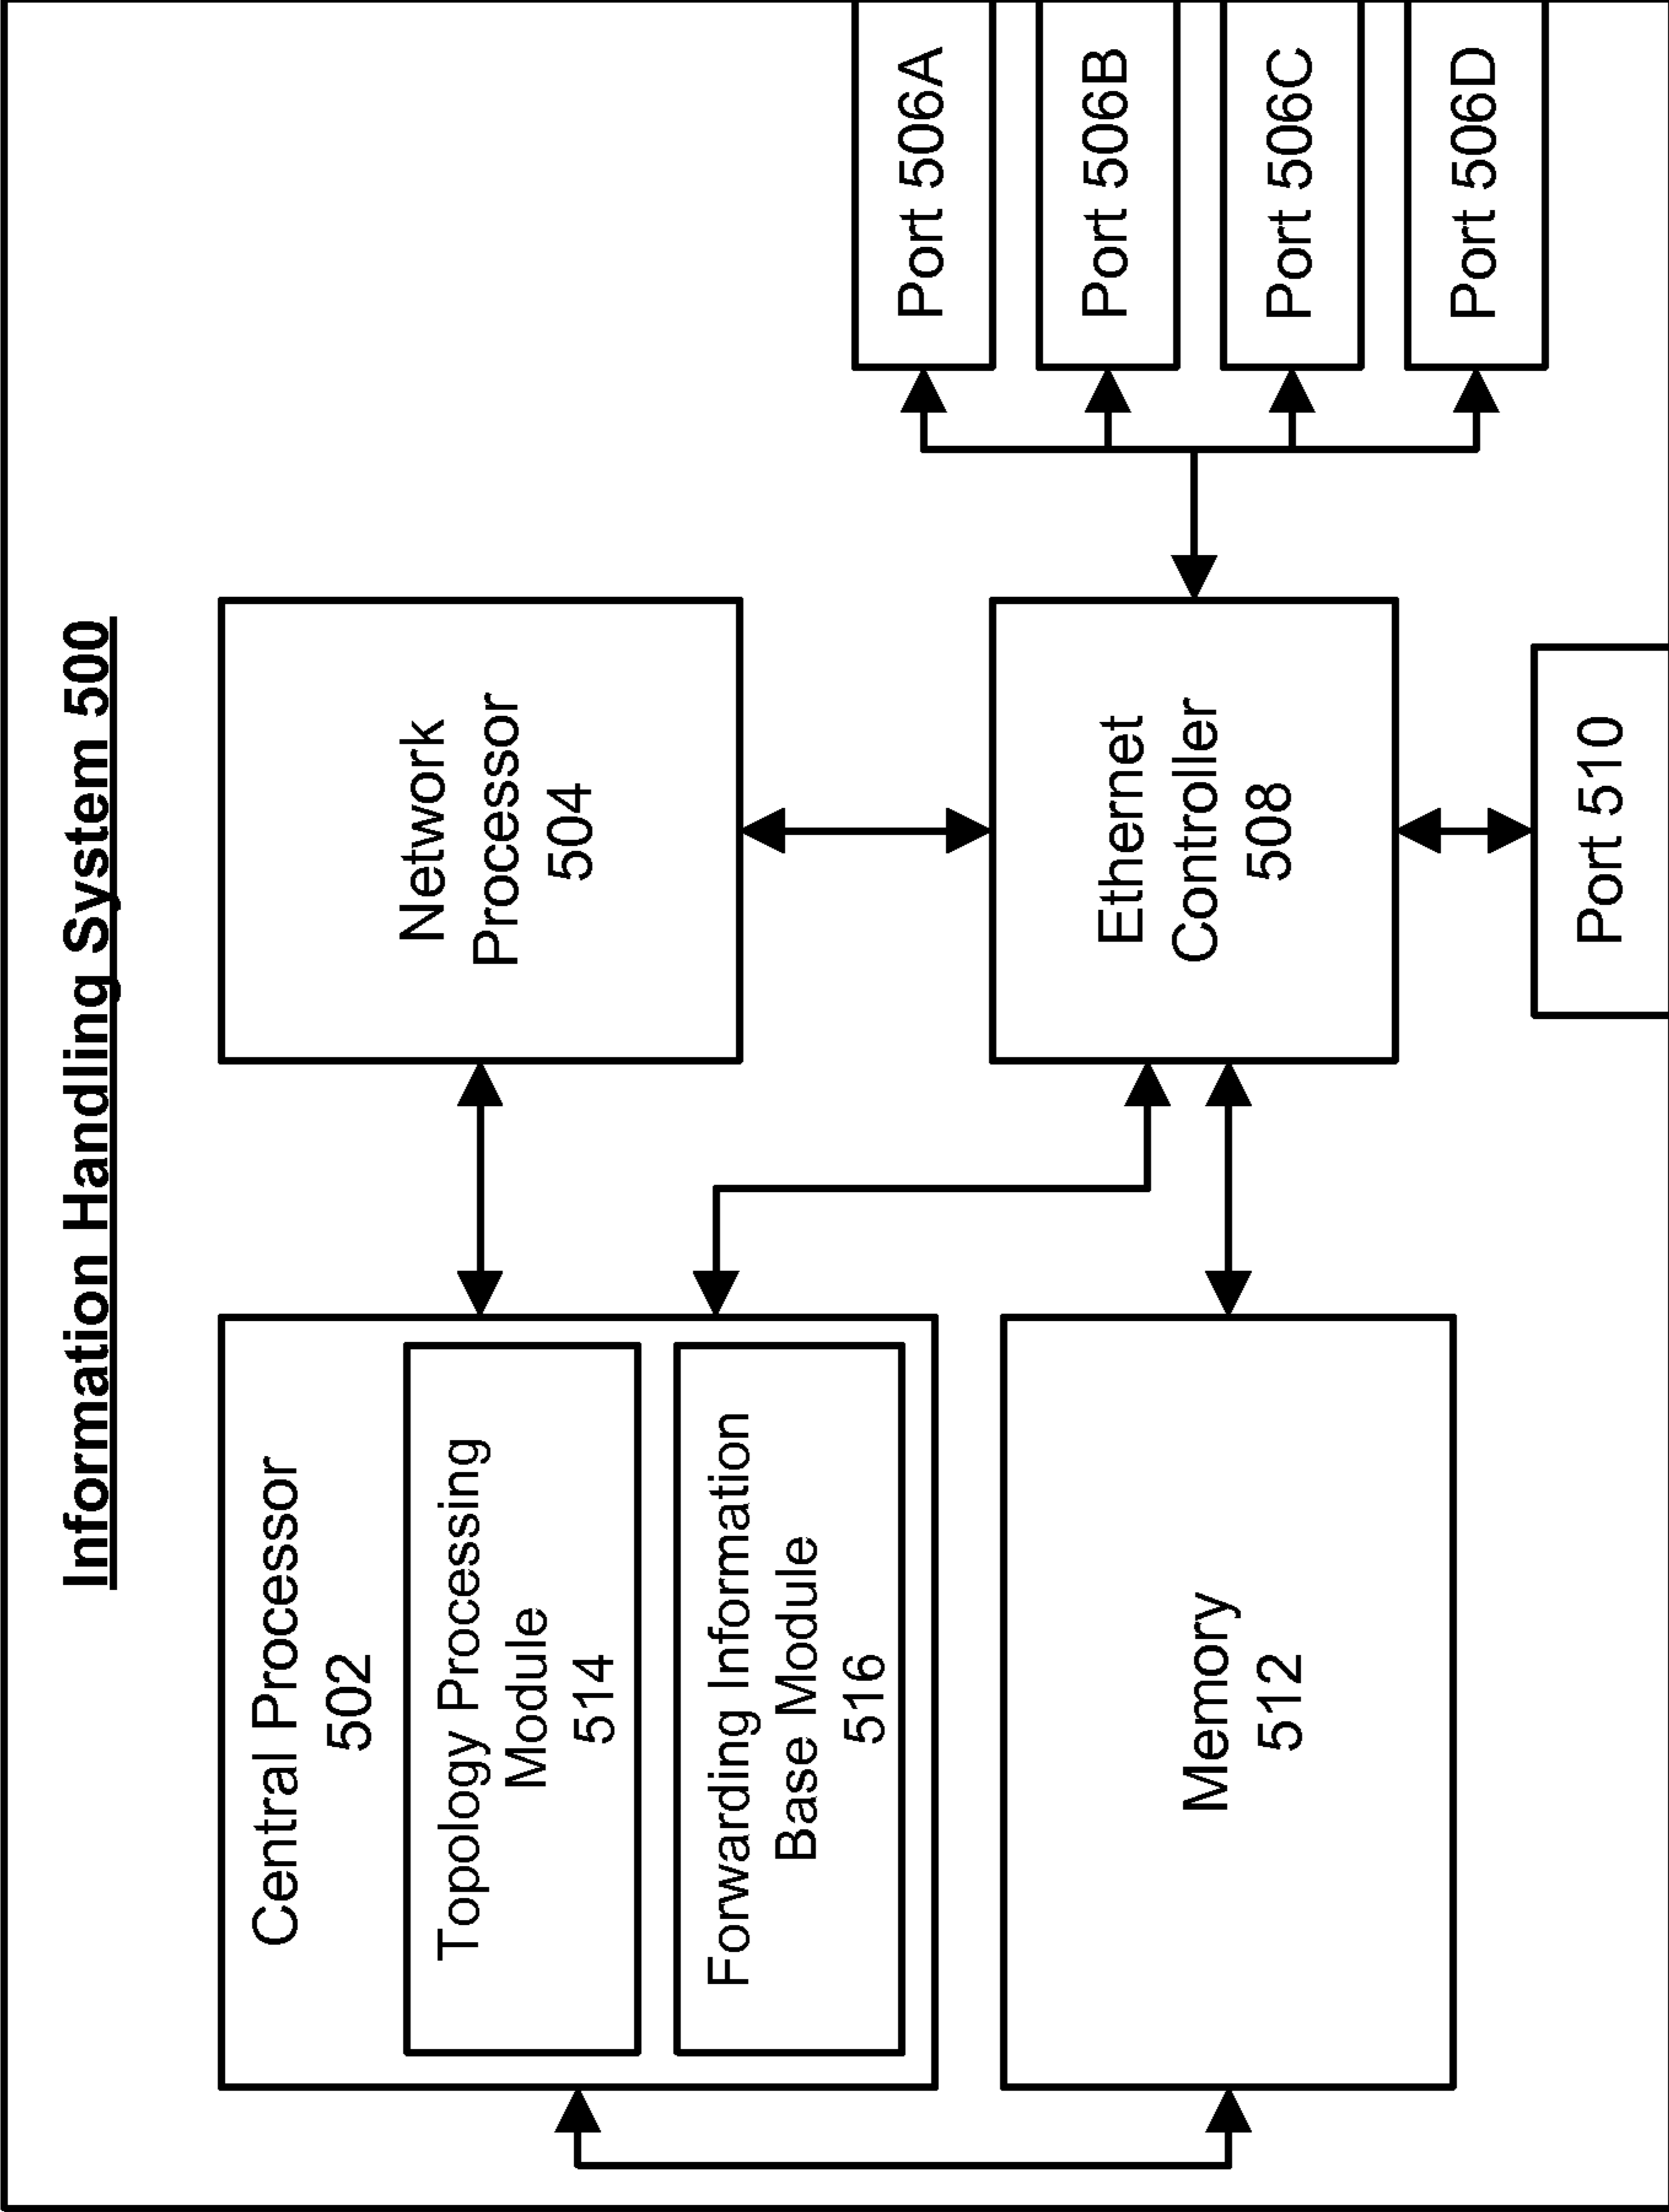 Information Handling System 500
Central Processor
502
Topology Processing
Module
514
Forwarding Information
Base Module
516
Network
Processor
504
Memory
512
Ethernet
Controller
508
Port 506A
Port 506B
Port 506C
Port 506D
Port 510